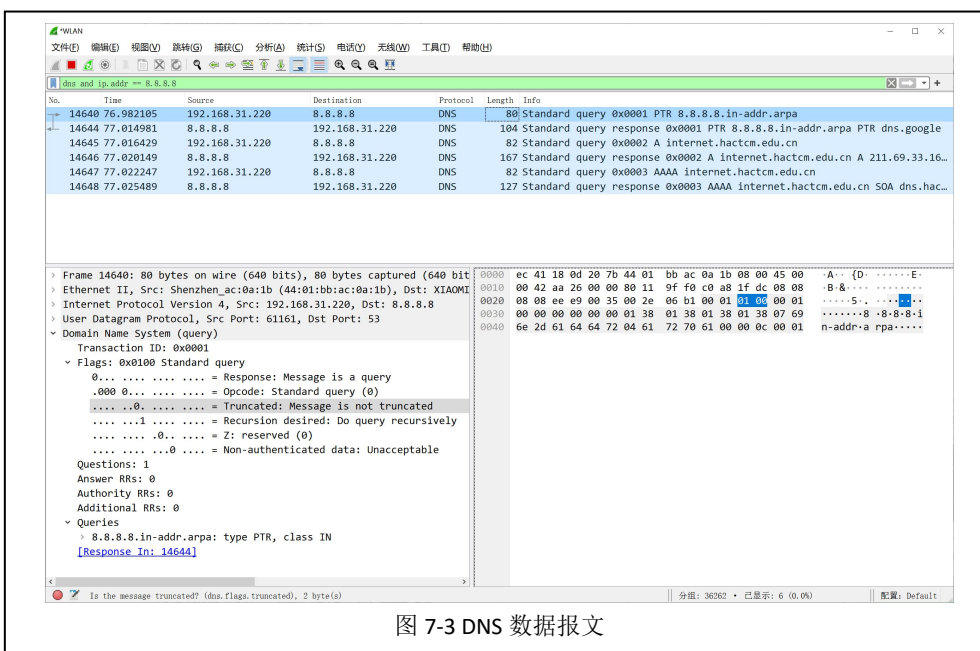 *WLAN
文件(F) 编辑(E) 视图(V) 跳转(G) 捕获(C) 分析(A) 统计(S) 电话(Y) 无线(W) 工具(T) 帮助(H)
dns and ip.addr == 8.8.8.8
No. Time Source Destination Protocol Length Info
14640 76.982105 192.168.31.220 8.8.8.8 DNS 80 Standard query 0x0001 PTR 8.8.8.8.in-addr.arpa
14644 77.014981 8.8.8.8 192.168.31.220 DNS 104 Standard query response 0x0001 PTR 8.8.8.8.in-addr.arpa PTR dns.google
14645 77.016429 192.168.31.220 8.8.8.8 DNS 82 Standard query 0x0002 A internet.hactcm.edu.cn
14646 77.020149 8.8.8.8 192.168.31.220 DNS 167 Standard query response 0x0002 A internet.hactcm.edu.cn A 211.69.33.16…
14647 77.022247 192.168.31.220 8.8.8.8 DNS 82 Standard query 0x0003 AAAA internet.hactcm.edu.cn
14648 77.025489 8.8.8.8 192.168.31.220 DNS 127 Standard query response 0x0003 AAAA internet.hactcm.edu.cn SOA dns.hac…
Frame 14640: 80 bytes on wire (640 bits), 80 bytes captured (640 bit
Ethernet II, Src: Shenzhen_ac:0a:1b (44:01:bb:ac:0a:1b), Dst: XIAOMI
Internet Protocol Version 4, Src: 192.168.31.220, Dst: 8.8.8.8
User Datagram Protocol, Src Port: 61161, Dst Port: 53
Domain Name System (query)
Transaction ID: 0x0001
Flags: 0x0100 Standard query
0... .... .... .... = Response: Message is a query
.000 0... .... .... = Opcode: Standard query (0)
.... ..0. .... .... = Truncated: Message is not truncated
.... ...1 .... .... = Recursion desired: Do query recursively
.... .... .0.. .... = Z: reserved (0)
.... .... ...0 .... = Non-authenticated data: Unacceptable
Questions: 1
Answer RRs: 0
Authority RRs: 0
Additional RRs: 0
Queries
8.8.8.8.in-addr.arpa: type PTR, class IN
[Response In: 14644]
0000 ec 41 18 0d 20 7b 44 01 bb ac 0a 1b 08 00 45 00 ·A·· {D· ······E·
0010 00 42 aa 26 00 00 80 11 9f f0 c0 a8 1f dc 08 08 ·B·&···· ········
0020 08 08 ee e9 00 35 00 2e 06 b1 00 01 01 00 00 01 ·····5·. ········
0030 00 00 00 00 00 00 01 38 01 38 01 38 01 38 07 69 ·······8 ·8·8·8·i
0040 6e 2d 61 64 64 72 04 61 72 70 61 00 00 0c 00 01 n-addr·a rpa·····
Is the message truncated? (dns.flags.truncated), 2 byte(s)
分组: 36262 · 已显示: 6 (0.0%)
配置: Default
图 7-3 DNS 数据报文